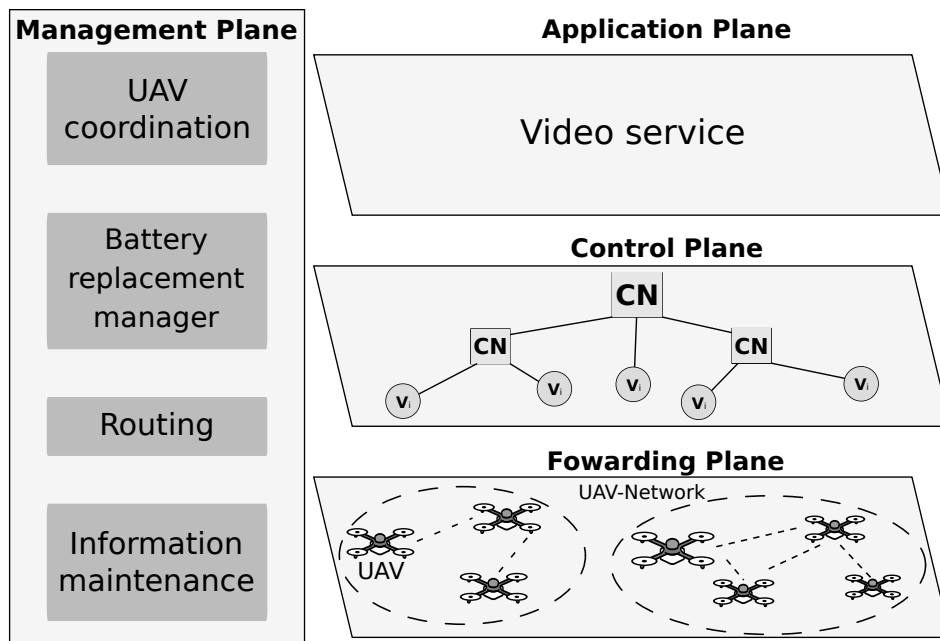 Management Plane
UAV
coordination
Battery
replacement
manager
Routing
Information
maintenance
Application Plane
Video service
Control Plane
CN
CN
CN
Vi
Vi
Vi
Vi
Vi
Fowarding Plane
UAV-Network
UAV